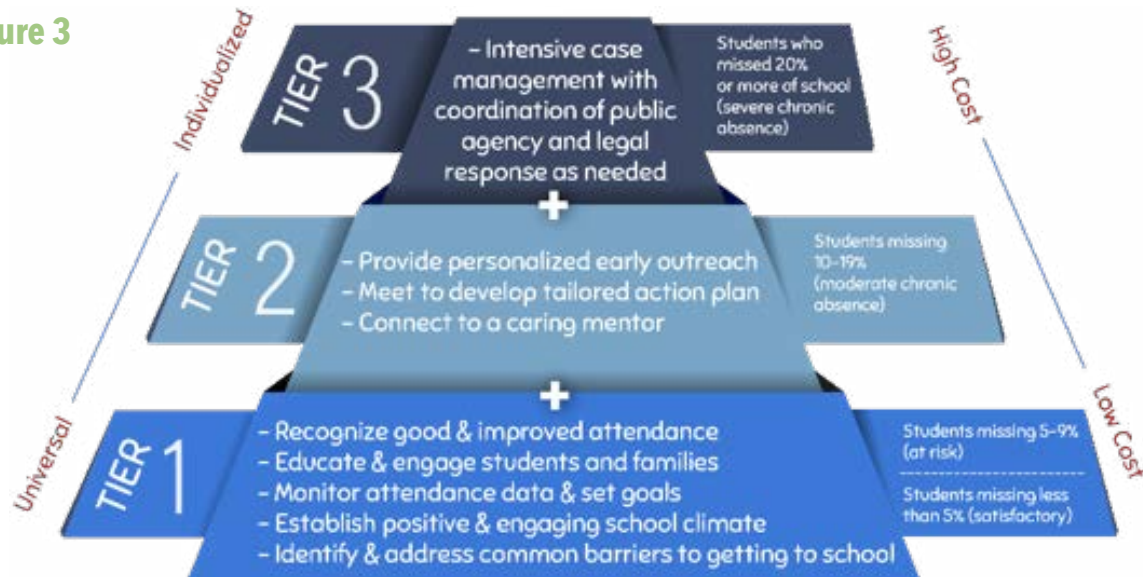 ure 3
Individualized
High Cost
TIER 3
– Intensive case
management with
coordination of public
agency and legal
response as needed
Students who
missed 20%
or more of school
(severe chronic
absence)
+
TIER 2
– Provide personalized early outreach
– Meet to develop tailored action plan
– Connect to a caring mentor
Students missing
10-19%
(moderate chronic
absence)
+
Universal
Low Cost
TIER 1
– Recognize good & improved attendance
– Educate & engage students and families
– Monitor attendance data & set goals
– Establish positive & engaging school climate
– Identify & address common barriers to getting to school
Students missing 5-9%
(at risk)
Students missing less
than 5% (satisfactory)